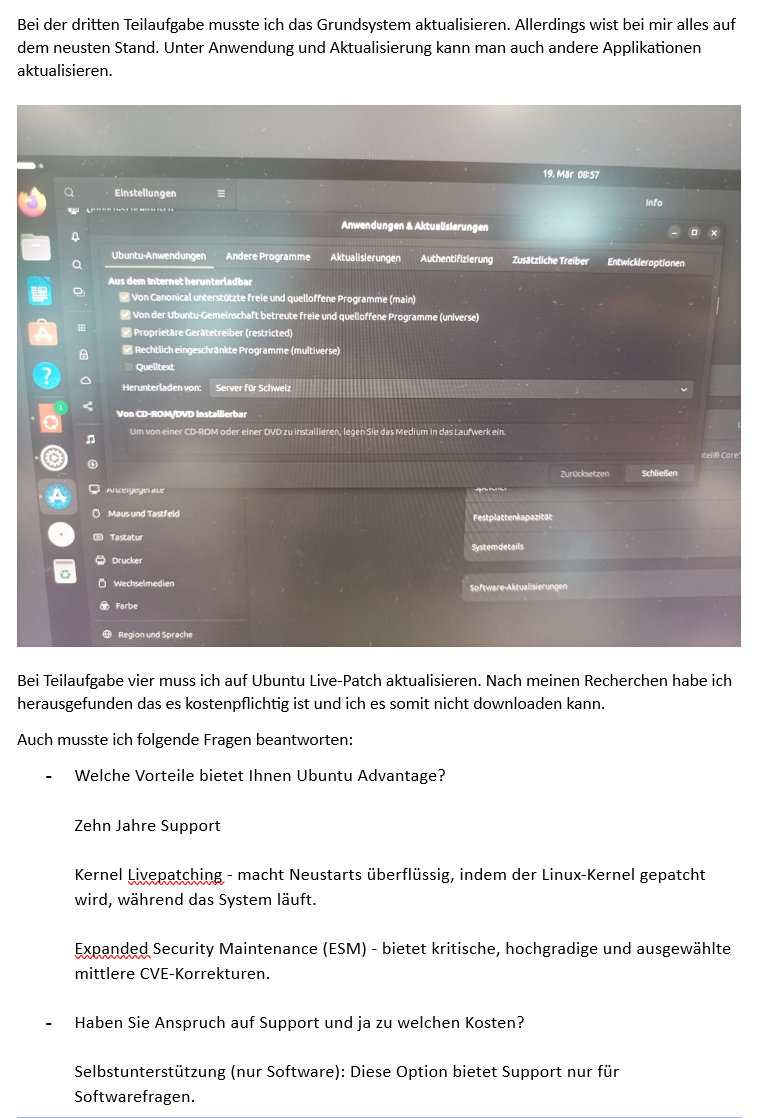 Bei der dritten Teilaufgabe musste ich das Grundsystem aktualisieren. Allerdings wist bei mir alles auf
dem neusten Stand. Unter Anwendung und Aktualisierung kann man auch andere Applikationen
aktualisieren.
19. Mär 08:57
Einstellungen
Info
Anwendungen & Aktualisierungen
Ubuntu-Anwendungen Andere Programme Aktualisierungen Authentifizierung Zusätzliche Treiber Entwickleroptionen
Aus dem Internet herunterladbar
Von Canonical unterstützte freie und quelloffene Programme (main)
Von der Ubuntu-Gemeinschaft betreute freie und quelloffene Programme (universe)
Proprietäre Gerätetreiber (restricted)
Rechtlich eingeschränkte Programme (multiverse)
Quelltext
Herunterladen von: Server für Schweiz
Von CD-ROM/DVD installierbar
Um von einer CD-ROM oder einer DVD zu installieren, legen Sie das Medium in das Laufwerk ein.
tel® Core
Zurücksetzen Schließen
Anzeigegeräte
Maus und Tastfeld
Festplattenkapazität
Tastatur
Systemdetails
Drucker
Wechselmedien
Software-Aktualisierungen
Farbe
Region und Sprache
Bei Teilaufgabe vier muss ich auf Ubuntu Live-Patch aktualisieren. Nach meinen Recherchen habe ich
herausgefunden das es kostenpflichtig ist und ich es somit nicht downloaden kann.
Auch musste ich folgende Fragen beantworten:
- Welche Vorteile bietet Ihnen Ubuntu Advantage?
Zehn Jahre Support
Kernel Livepatching - macht Neustarts überflüssig, indem der Linux-Kernel gepatcht
wird, während das System läuft.
Expanded Security Maintenance (ESM) - bietet kritische, hochgradige und ausgewählte
mittlere CVE-Korrekturen.
- Haben Sie Anspruch auf Support und ja zu welchen Kosten?
Selbstunterstützung (nur Software): Diese Option bietet Support nur für
Softwarefragen.